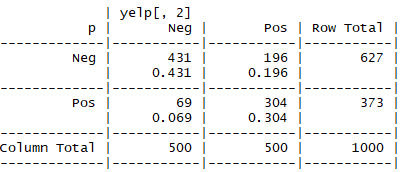 | yelp[, 2]
p | Neg | Pos | Row Total |
-------------|-----------|-----------|-----------|
Neg | 431 | 196 | 627 |
| 0.431 | 0.196 | |
-------------|-----------|-----------|-----------|
Pos | 69 | 304 | 373 |
| 0.069 | 0.304 | |
-------------|-----------|-----------|-----------|
Column Total | 500 | 500 | 1000 |
-------------|-----------|-----------|-----------|